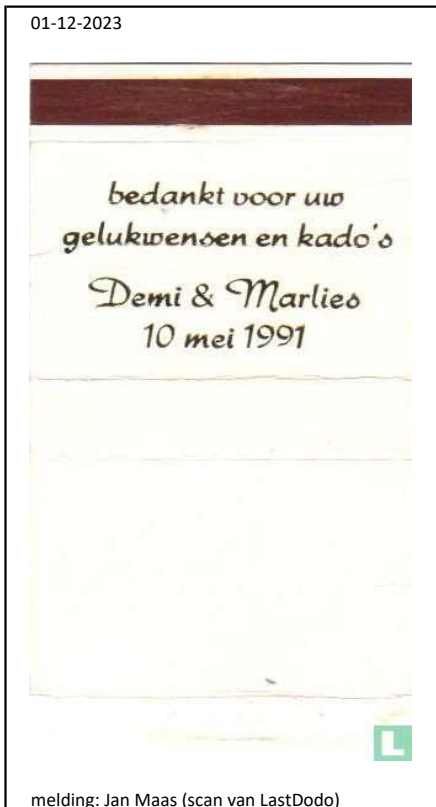 01-12-2023
bedankt voor uw
gelukwensen en kado's
Demi & Marlies
10 mei 1991
L
melding: Jan Maas (scan van LastDodo)